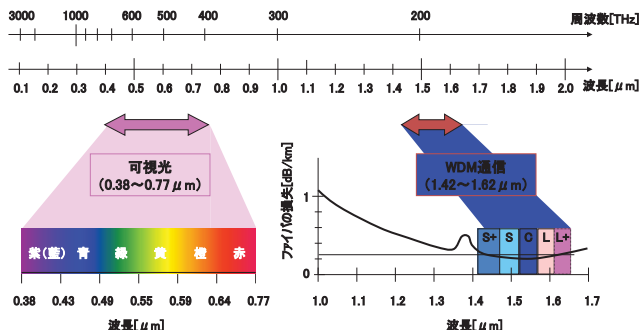 3000 1000 600 500 400 300 200 周波数[THz]
0.1 0.2 0.3 0.4 0.5 0.6 0.7 0.8 0.9 1.0 1.1 1.2 1.3 1.4 1.5 1.6 1.7 1.8 1.9 2.0 波長[μm]
可視光
(0.38~0.77μm)
紫(藍) 青 緑 黄 橙 赤
0.38 0.43 0.49 0.55 0.59 0.64 0.77
波長[μm]
WDM通信
(1.42~1.62μm)
ファイバの損失[dB/km]
1
0
S+ S C L L+
1.0 1.1 1.2 1.3 1.4 1.5 1.6 1.7
波長[μm]